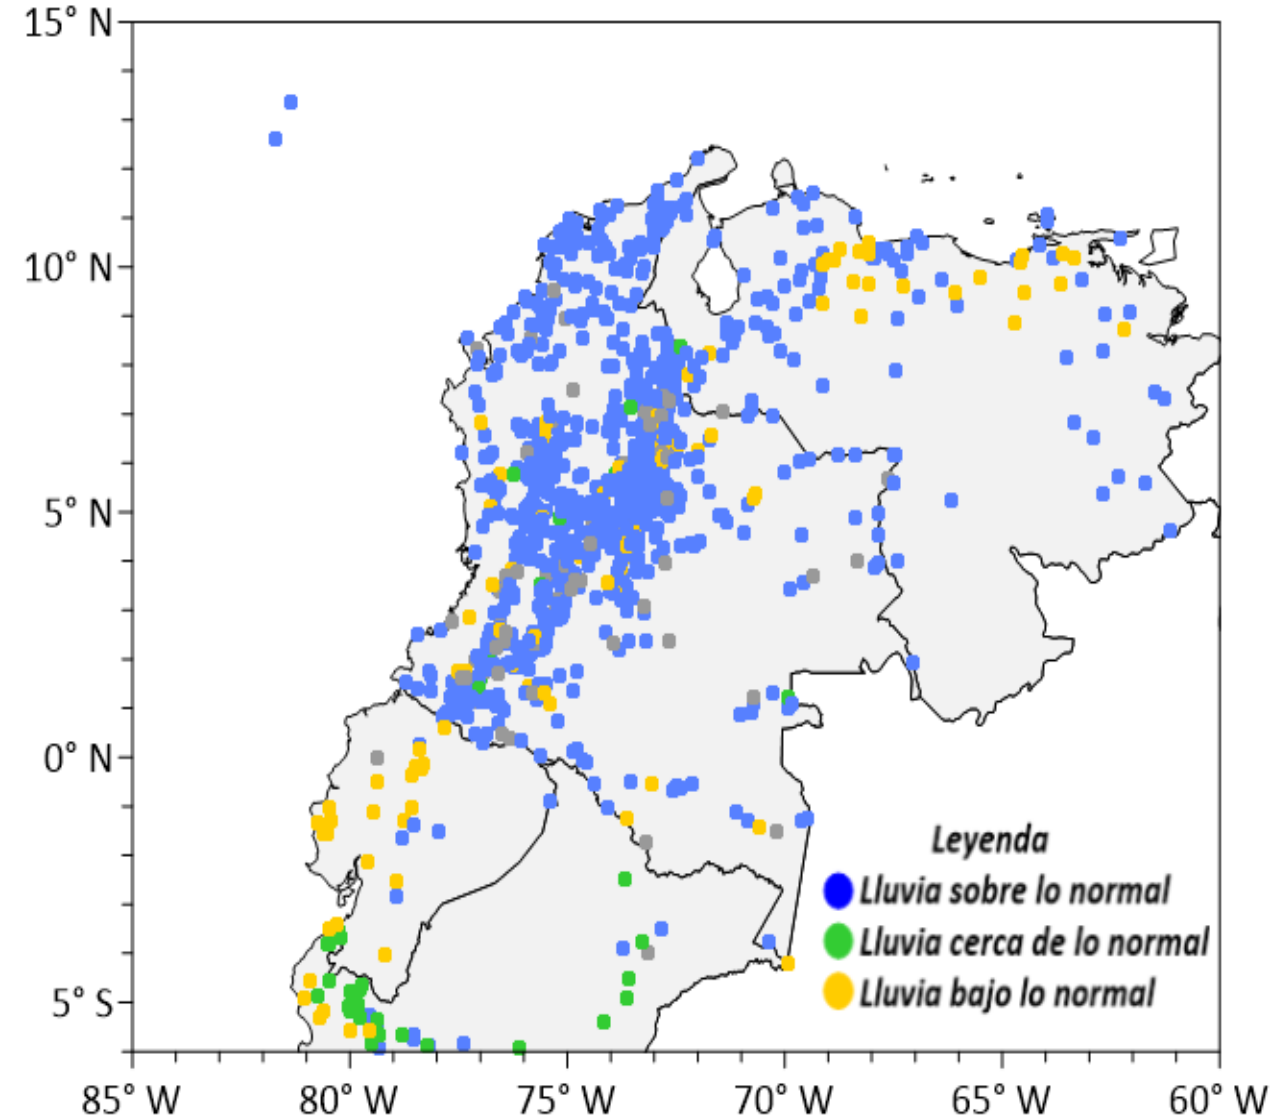 15° N
10° N
5° N
0° N
5° S
Leyenda
Lluvia sobre lo normal
Lluvia cerca de lo normal
Lluvia bajo lo normal
85° W 80° W 75° W 70° W 65° W 60° W